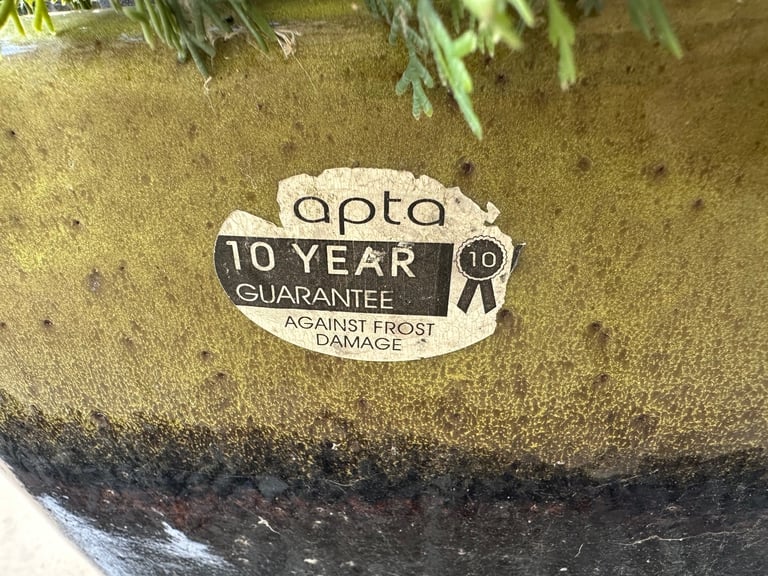 apta
10 YEAR
10
GUARANTEE
AGAINST FROST
DAMAGE